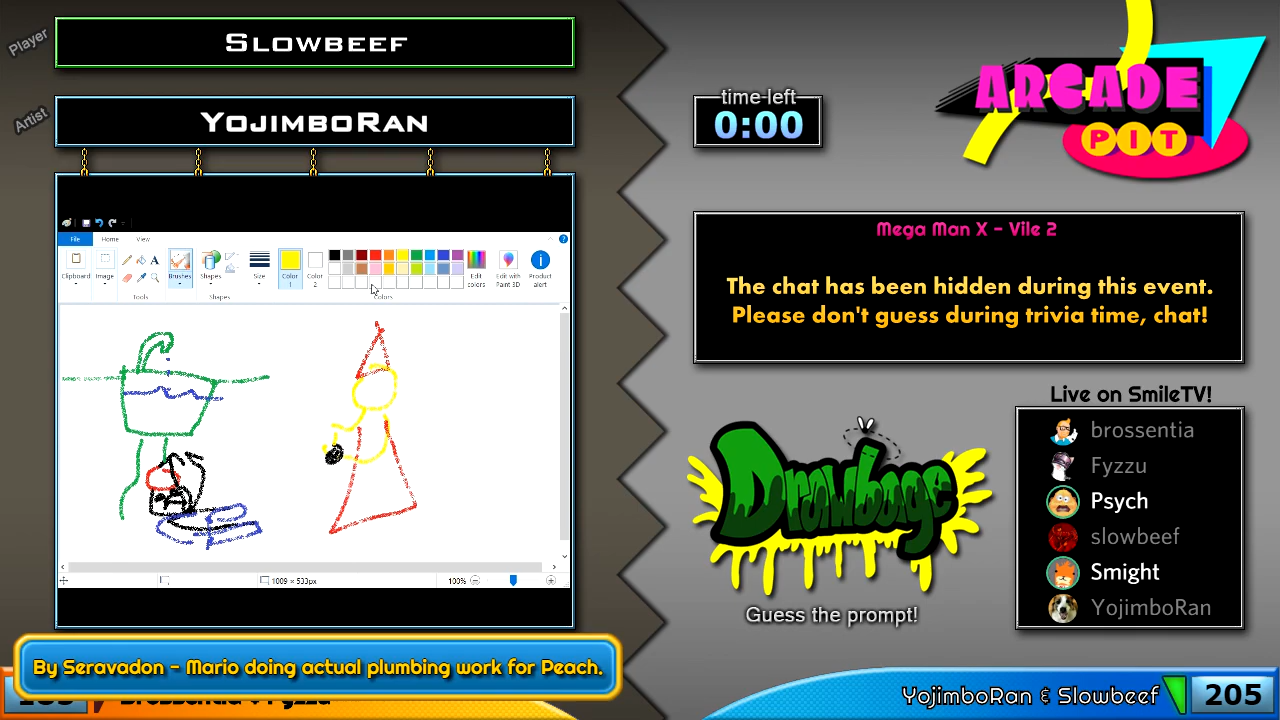 Player
Slowbeef
Artist
YojimboRan
time left
0:00
ARCADE
PIT
Mega Man X - Vile 2
The chat has been hidden during this event.
Please don't guess during trivia time, chat!
File Home View
Clipboard Image Tools Brushes Shapes Shapes Size Color 1 Color 2 Colors Edit colors Edit with Paint 3D Product alert
1009 × 533px 100%
Drawbage
Guess the prompt!
Live on SmileTV!
brossentia
Fyzzu
Psych
slowbeef
Smight
YojimboRan
By Seravadon - Mario doing actual plumbing work for Peach.
YojimboRan & Slowbeef 205